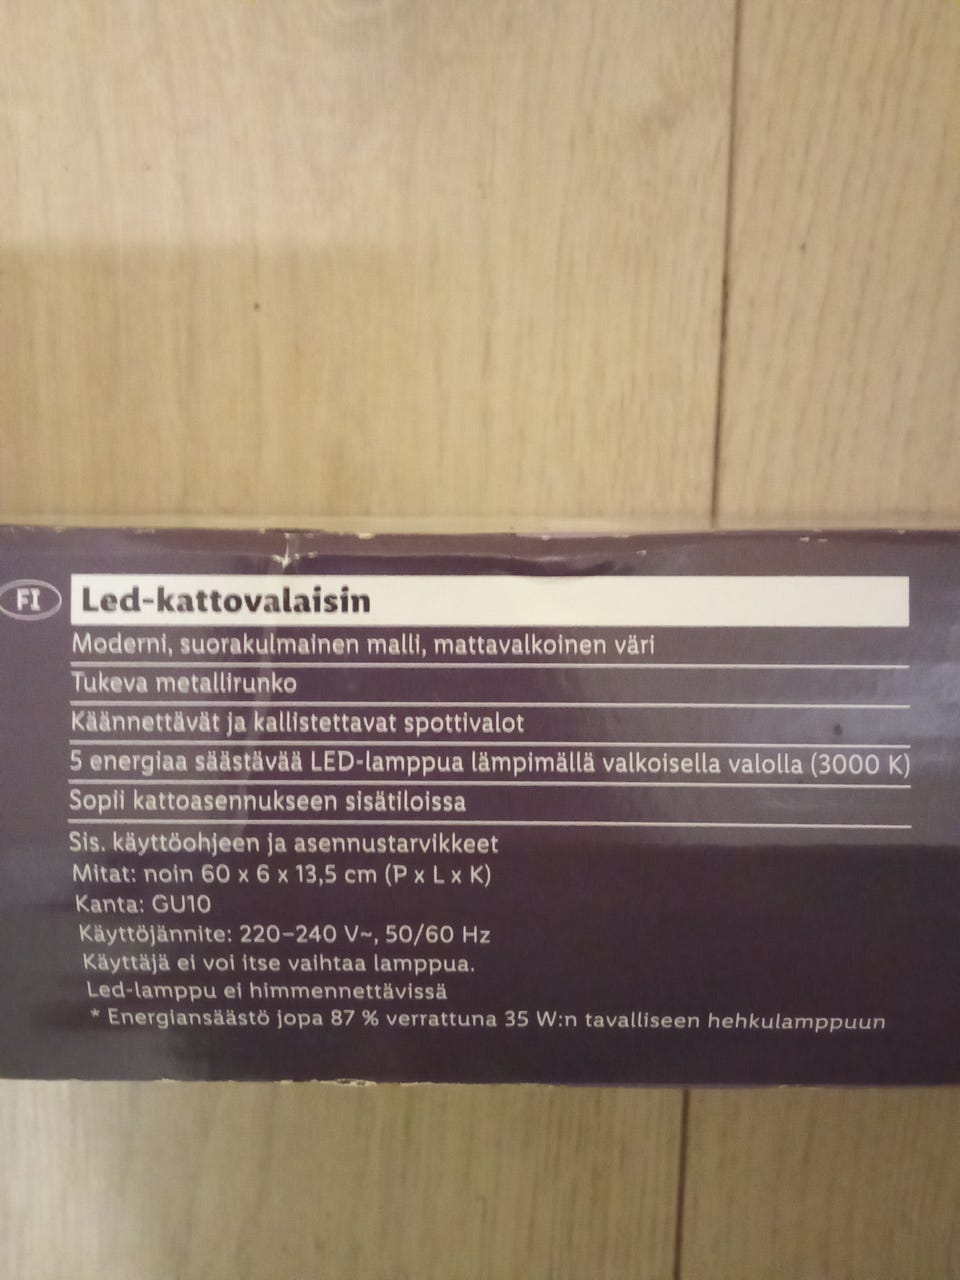 FI
Led-kattovalaisin
Moderni, suorakulmainen malli, mattavalkoinen väri
Tukeva metallirunko
Käännettävät ja kallistettavat spottivalot
5 energiaa säästävää LED-lamppua lämpimällä valkoisella valolla (3000 K)
Sopii kattoasennukseen sisätiloissa
Sis. käyttöohjeen ja asennustarvikkeet
Mitat: noin 60 x 6 x 13,5 cm (P x L x K)
Kanta: GU10
Käyttöjännite: 220–240 V~, 50/60 Hz
Käyttäjä ei voi itse vaihtaa lamppua.
Led-lamppu ei himmennettävissä
* Energiansäästö jopa 87 % verrattuna 35 W:n tavalliseen hehkulamppuun